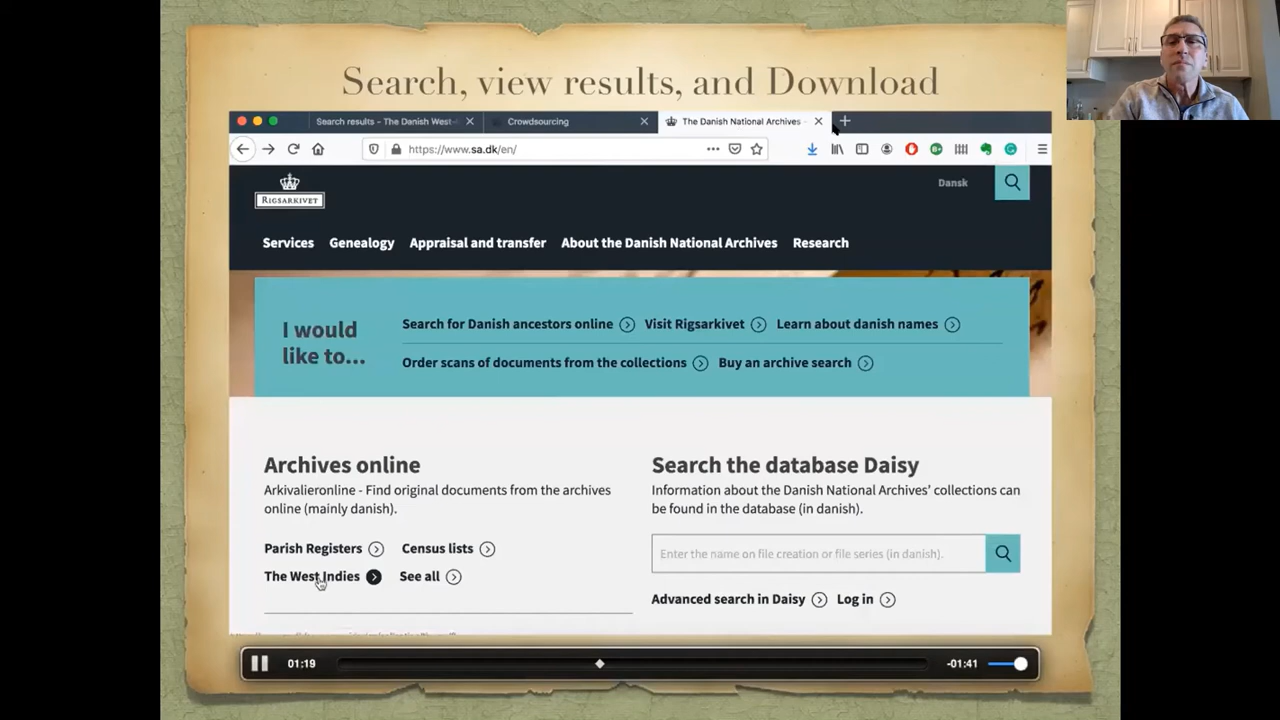 Search, view results, and Download
Search results – The Danish West-
Crowdsourcing
The Danish National Archives -
https://www.sa.dk/en/
RIGSARKIVET
Dansk
Services Genealogy Appraisal and transfer About the Danish National Archives Research
I would
like to...
Search for Danish ancestors online Visit Rigsarkivet Learn about danish names
Order scans of documents from the collections Buy an archive search
Archives online
Arkivalieronline - Find original documents from the archives
online (mainly danish).
Parish Registers Census lists
The West Indies See all
Search the database Daisy
Information about the Danish National Archives' collections can
be found in the database (in danish).
Enter the name on file creation or file series (in danish).
Advanced search in Daisy Log in
01:19
-01:41